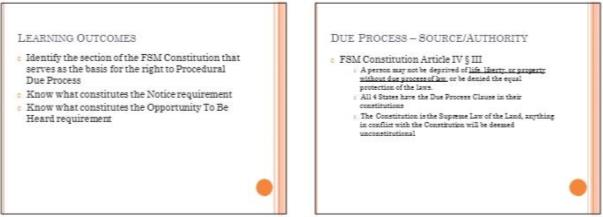 LEARNING OUTCOMES
Identify the section of the FSM Constitution that
serves as the basis for the right to Procedural
Due Process
Know what constitutes the Notice requirement
Know what constitutes the Opportunity To Be
Heard requirement
DUE PROCESS – SOURCE/AUTHORITY
FSM Constitution Article IV § III
A person may not be deprived of life, liberty, or property
without due process of law, or be denied the equal
protection of the laws.
All 4 States have the Due Process Clause in their
constitutions
The Constitution is the Supreme Law of the Land, anything
in conflict with the Constitution will be deemed
unconstitutional